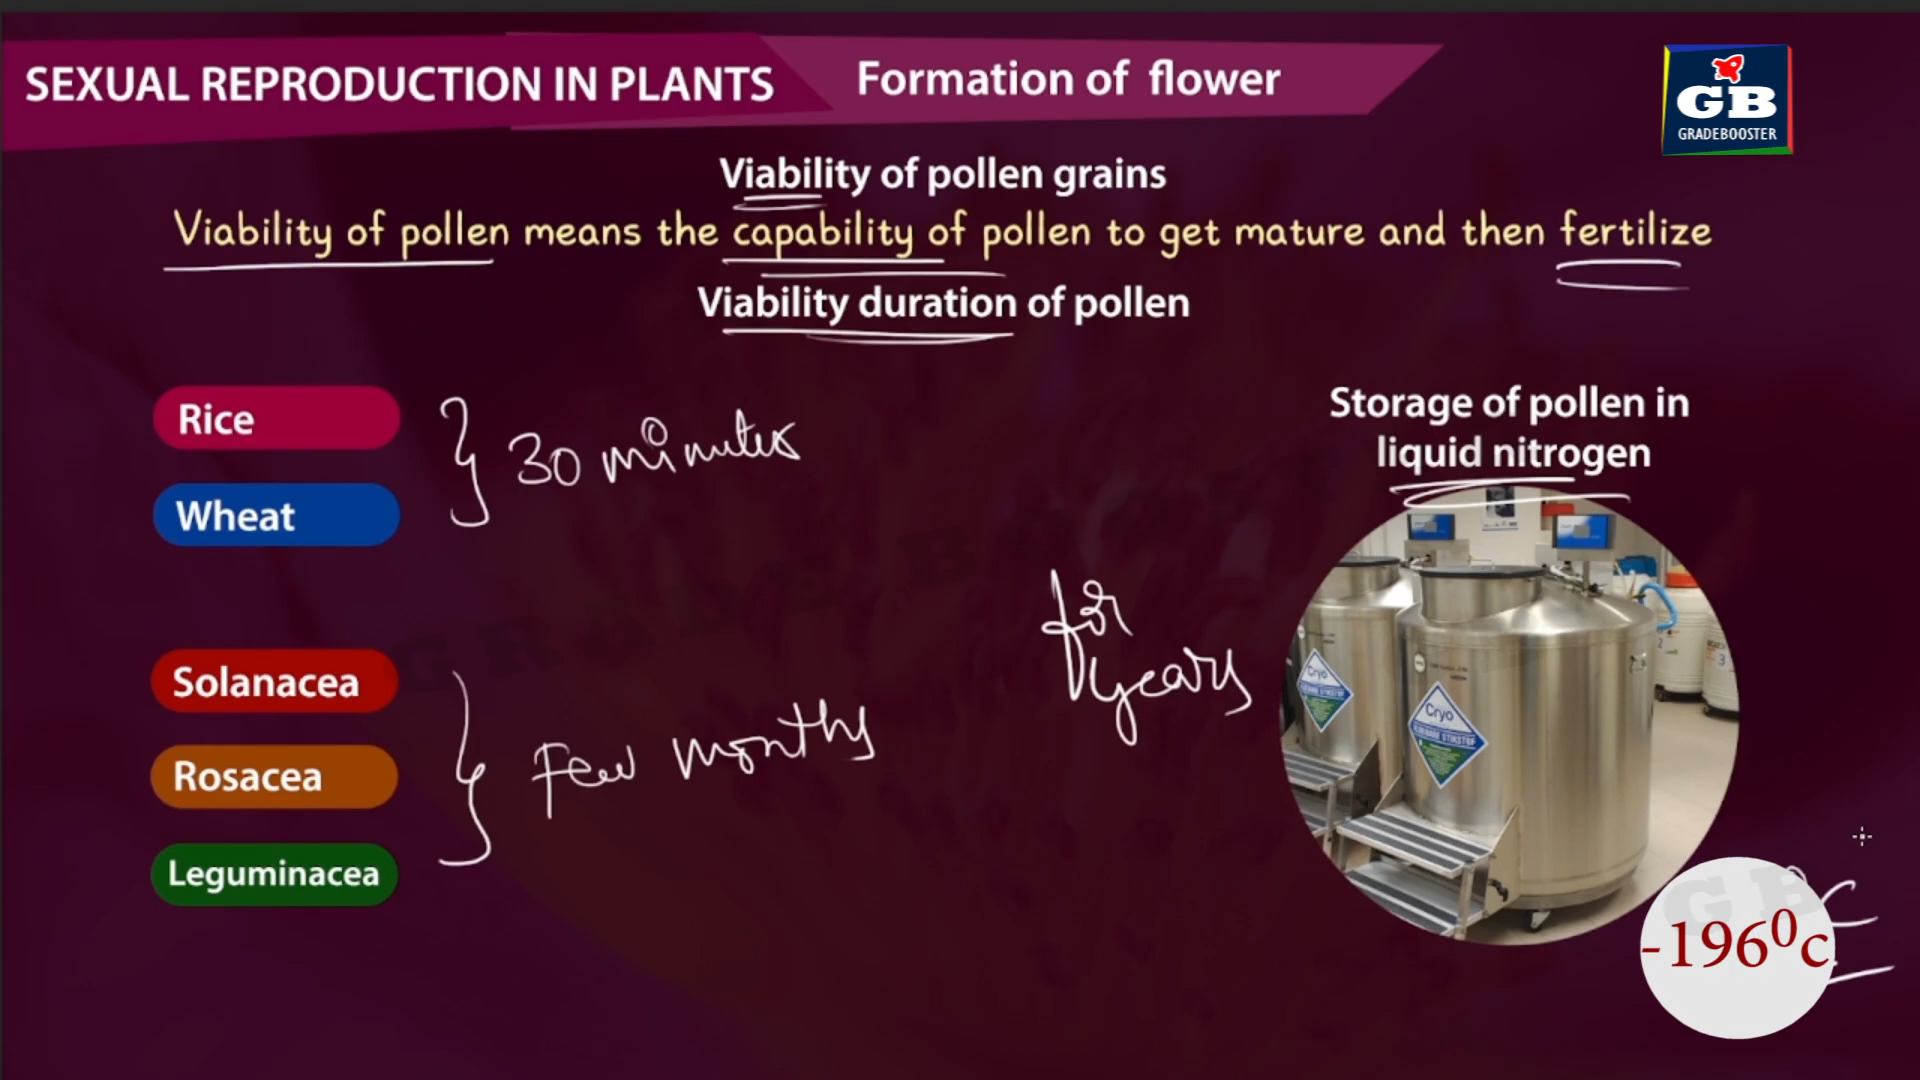 SEXUAL REPRODUCTION IN PLANTS
Formation of flower
GB
GRADEBOOSTER
Viability of pollen grains
Viability of pollen means the capability of pollen to get mature and then fertilize
Viability duration of pollen
Rice
Wheat
30 minutes
Solanacea
Rosacea
Leguminacea
Few months
for
years
Storage of pollen in
liquid nitrogen
Cryo
Cryo
-196⁰c